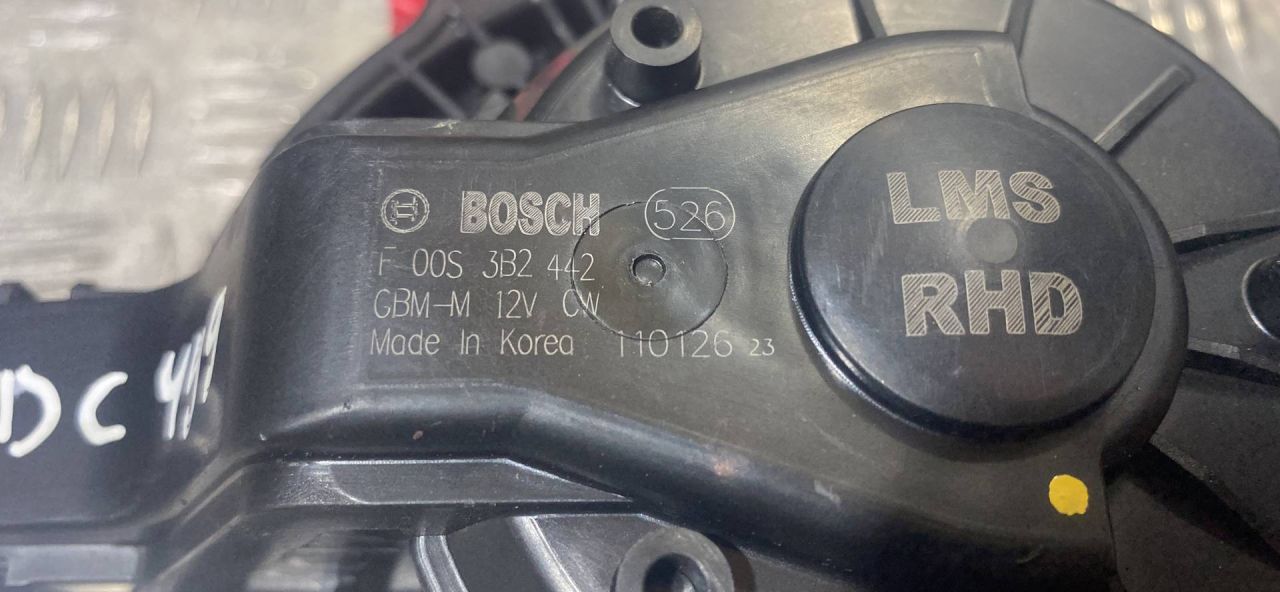 BOSCH 526
F 00S 3B2 442
GBM-M 12V CW
Made In Korea 110126 23
LMS
RHD